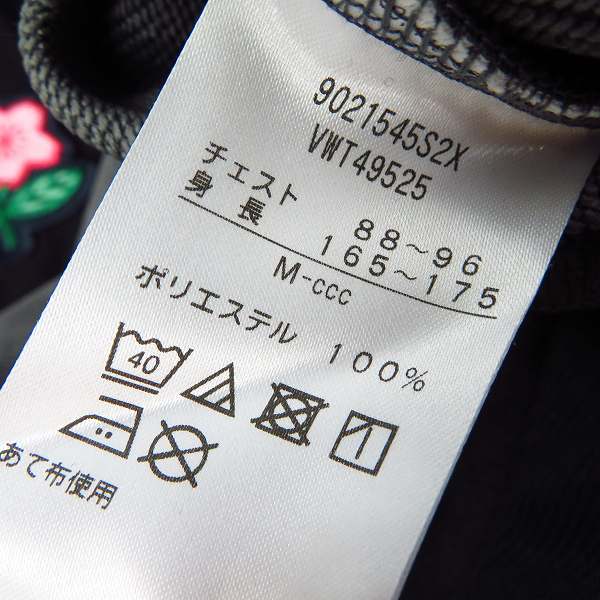 9021545S2X
VWT49525
チェスト 88～96
身長 165～175
M-ccc
ポリエステル 100%
40
1
あて布使用